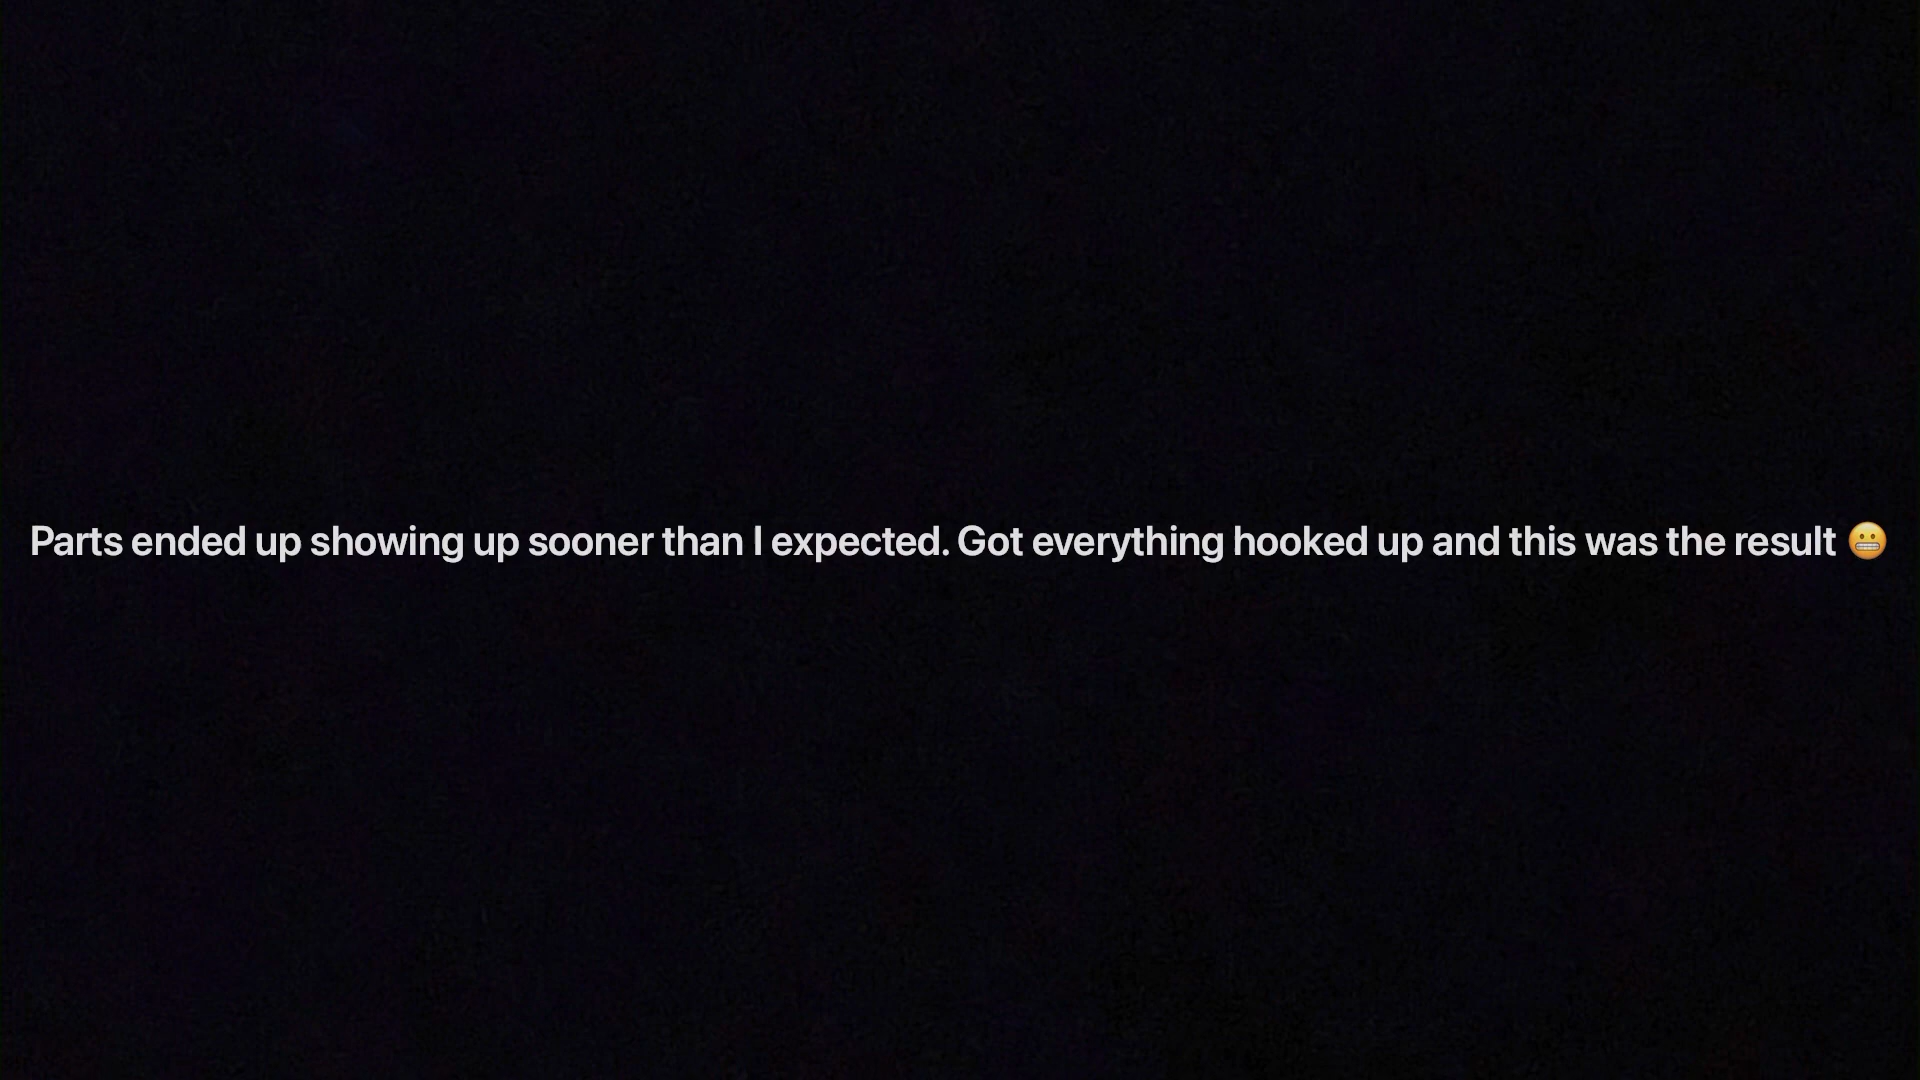 Parts ended up showing up sooner than I expected. Got everything hooked up and this was the result 😬